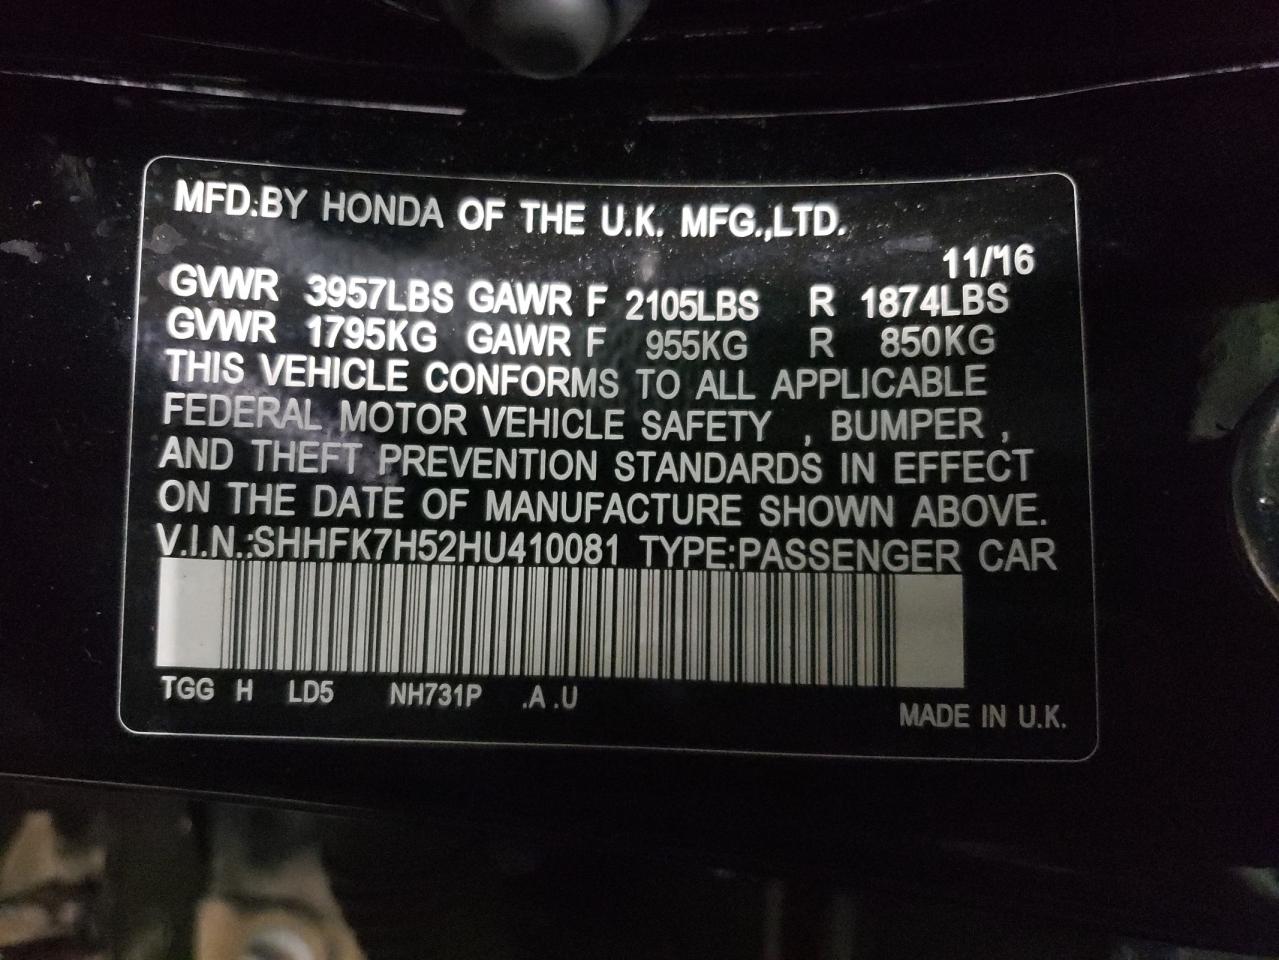 MFD.BY HONDA OF THE U.K. MFG.,LTD.
11/'16
GVWR 3957LBS GAWR F 2105LBS R 1874LBS
GVWR 1795KG GAWR F 955KG R 850KG
THIS VEHICLE CONFORMS TO ALL APPLICABLE
FEDERAL MOTOR VEHICLE SAFETY , BUMPER ,
AND THEFT PREVENTION STANDARDS IN EFFECT
ON THE DATE OF MANUFACTURE SHOWN ABOVE.
V.I.N.:SHHFK7H52HU410081 TYPE:PASSENGER CAR
TGG H LD5 NH731P .A .U
MADE IN U.K.